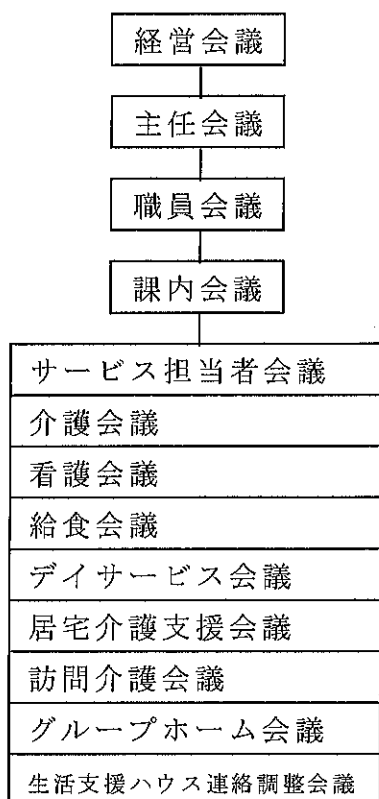 経営会議
主任会議
職員会議
課内会議
サービス担当者会議
介護会議
看護会議
給食会議
デイサービス会議
居宅介護支援会議
訪問介護会議
グループホーム会議
生活支援ハウス連絡調整会議